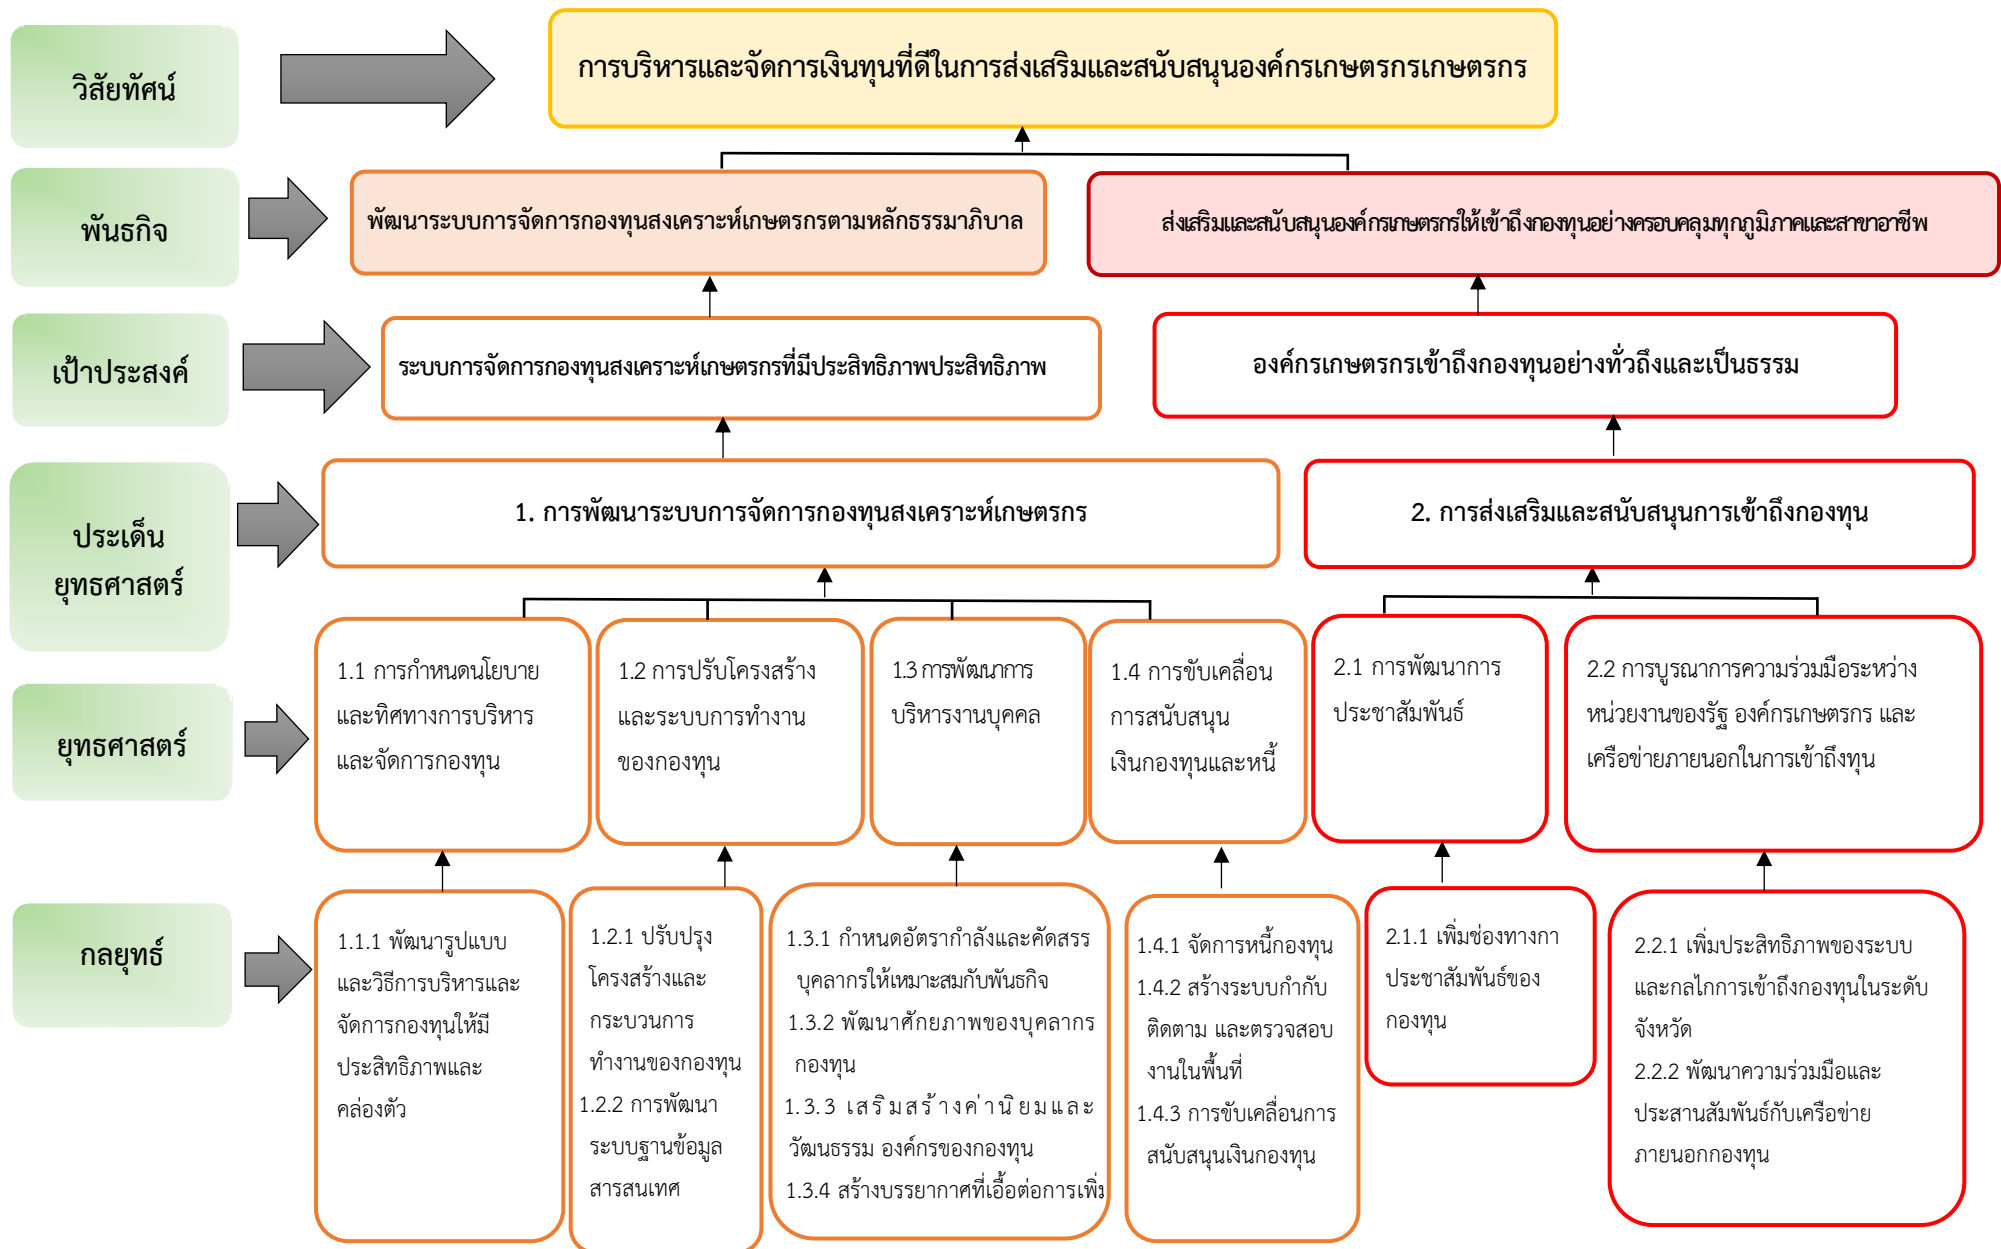 วิสัยทัศน์
การบริหารและจัดการเงินทุนที่ดีในการส่งเสริมและสนับสนุนองค์กรเกษตรกรเกษตรกร
พันธกิจ
พัฒนาระบบการจัดการกองทุนสงเคราะห์เกษตรกรตามหลักธรรมาภิบาล
ส่งเสริมและสนับสนุนองค์กรเกษตรกรให้เข้าถึงกองทุนอย่างครอบคลุมทุกภูมิภาคและสาขาอาชีพ
เป้าประสงค์
ระบบการจัดการกองทุนสงเคราะห์เกษตรกรที่มีประสิทธิภาพประสิทธิภาพ
องค์กรเกษตรกรเข้าถึงกองทุนอย่างทั่วถึงและเป็นธรรม
ประเด็น
ยุทธศาสตร์
1. การพัฒนาระบบการจัดการกองทุนสงเคราะห์เกษตรกร
2. การส่งเสริมและสนับสนุนการเข้าถึงกองทุน
ยุทธศาสตร์
1.1 การกำหนดนโยบาย
และทิศทางการบริหาร
และจัดการกองทุน
1.2 การปรับโครงสร้าง
และระบบการทำงาน
ของกองทุน
1.3 การพัฒนาการ
บริหารงานบุคคล
1.4 การขับเคลื่อน
การสนับสนุน
เงินกองทุนและหนี้
2.1 การพัฒนาการ
ประชาสัมพันธ์
2.2 การบูรณาการความร่วมมือระหว่าง
หน่วยงานของรัฐ องค์กรเกษตรกร และ
เครือข่ายภายนอกในการเข้าถึงทุน
กลยุทธ์
1.1.1 พัฒนารูปแบบ
และวิธีการบริหารและ
จัดการกองทุนให้มี
ประสิทธิภาพและ
คล่องตัว
1.2.1 ปรับปรุง
โครงสร้างและ
กระบวนการ
ทำงานของกองทุน
1.2.2 การพัฒนา
ระบบฐานข้อมูล
สารสนเทศ
1.3.1 กำหนดอัตรากำลังและคัดสรร
บุคลากรให้เหมาะสมกับพันธกิจ
1.3.2 พัฒนาศักยภาพของบุคลากร
กองทุน
1.3.3 เสริมสร้างค่านิยมและ
วัฒนธรรม องค์กรของกองทุน
1.3.4 สร้างบรรยากาศที่เอื้อต่อการเพิ่ม
1.4.1 จัดการหนี้กองทุน
1.4.2 สร้างระบบกำกับ
ติดตาม และตรวจสอบ
งานในพื้นที่
1.4.3 การขับเคลื่อนการ
สนับสนุนเงินกองทุน
2.1.1 เพิ่มช่องทางกา
ประชาสัมพันธ์ของ
กองทุน
2.2.1 เพิ่มประสิทธิภาพของระบบ
และกลไกการเข้าถึงกองทุนในระดับ
จังหวัด
2.2.2 พัฒนาความร่วมมือและ
ประสานสัมพันธ์กับเครือข่าย
ภายนอกกองทุน